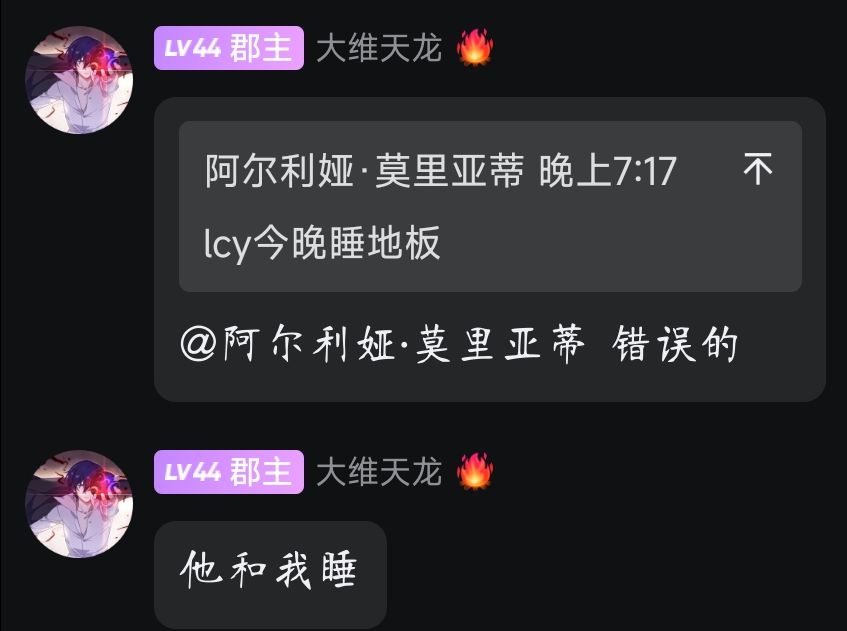 LV44 郡主 大维天龙 🔥
阿尔利娅·莫里亚蒂 晚上7:17
lcy今晚睡地板
@阿尔利娅·莫里亚蒂 错误的
LV44 郡主 大维天龙 🔥
他和我睡